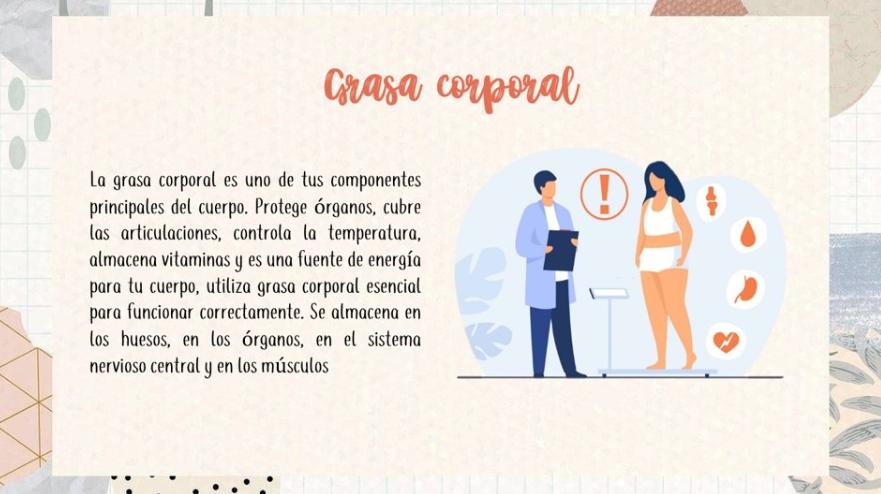 Grasa corporal
La grasa corporal es uno de tus componentes
principales del cuerpo. Protege órganos, cubre
las articulaciones, controla la temperatura,
almacena vitaminas y es una fuente de energía
para tu cuerpo, utiliza grasa corporal esencial
para funcionar correctamente. Se almacena en
los huesos, en los órganos, en el sistema
nervioso central y en los músculos